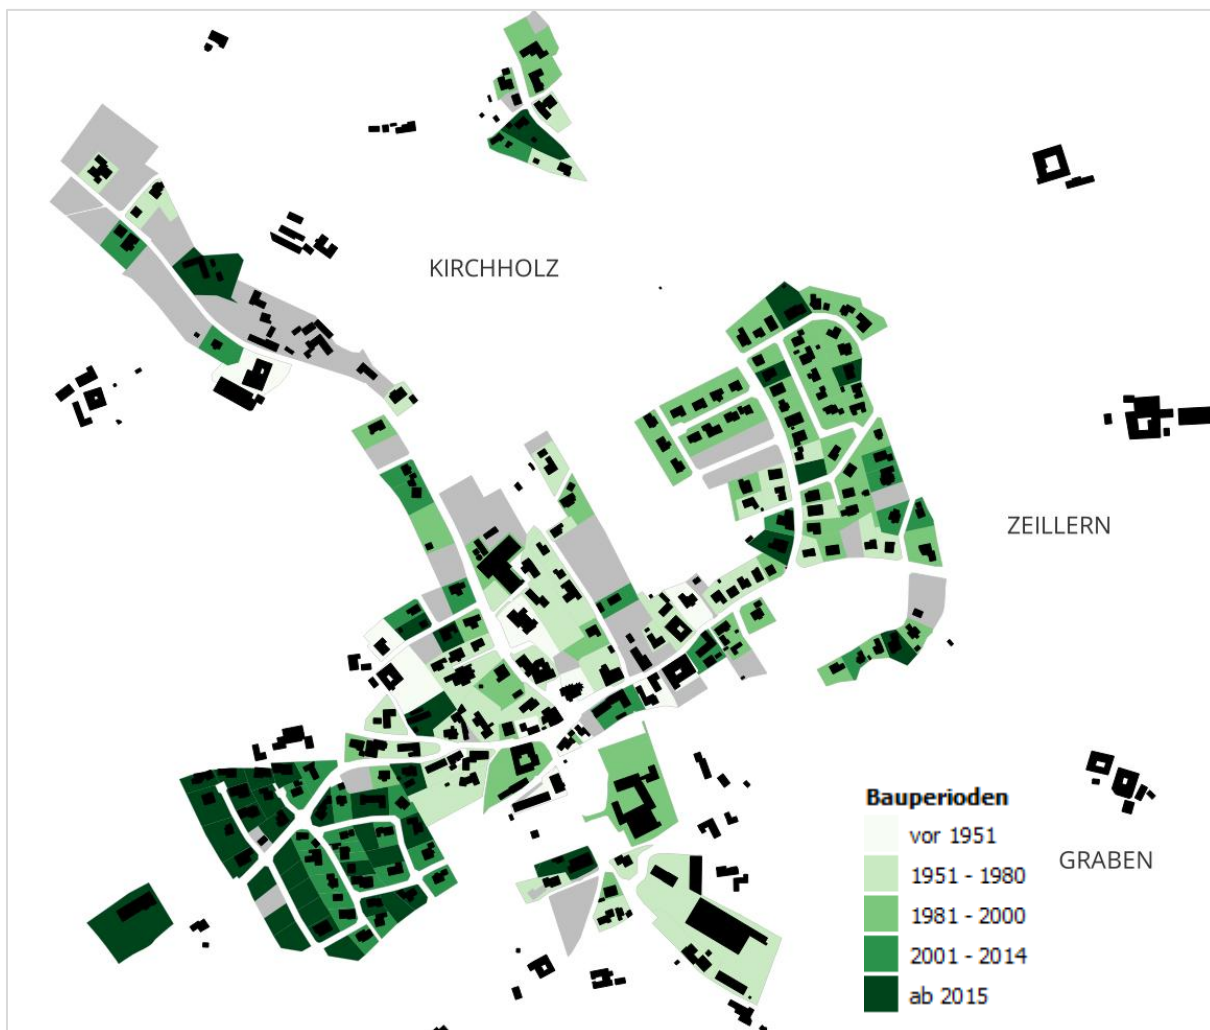 KIRCHHOLZ
ZEILLERN
Bauperioden
vor 1951
1951 - 1980
1981 - 2000
2001 - 2014
ab 2015
GRABEN